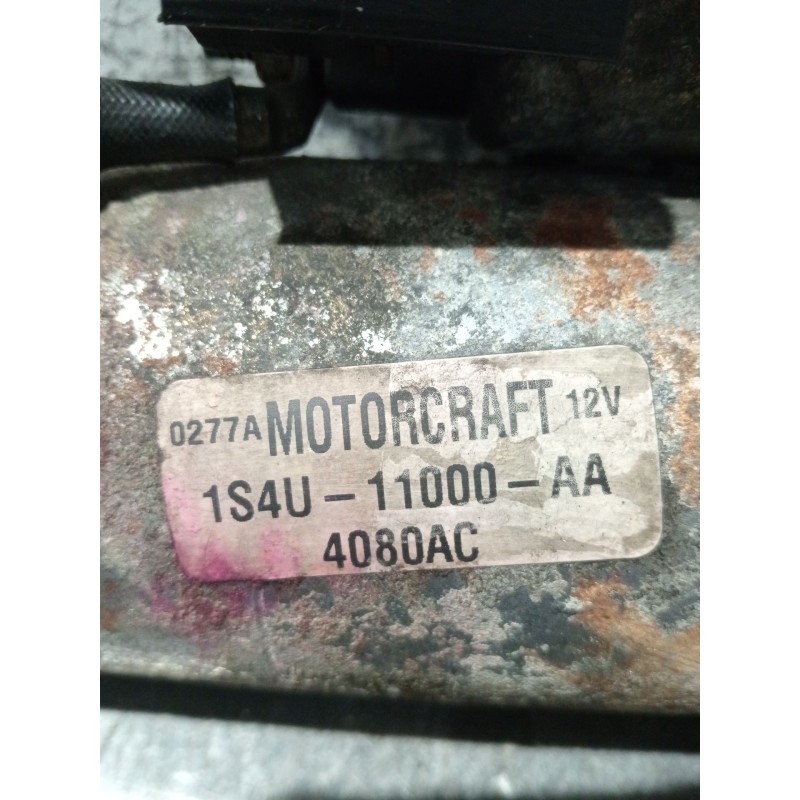 0277A MOTORCRAFT 12V
1S4U-11000-AA
4080AC